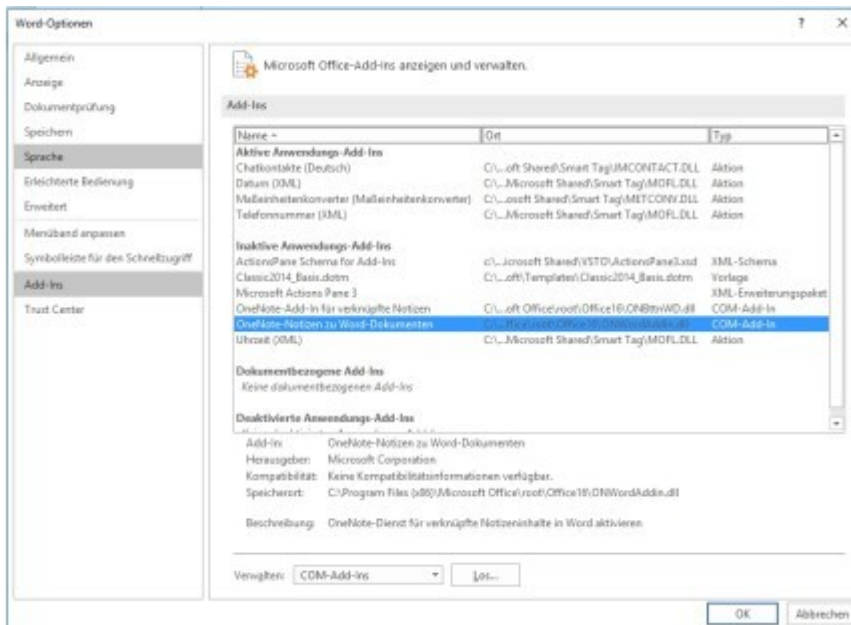 Word-Optionen ? ×
Allgemein
Anzeige
Dokumentprüfung
Speichern
Sprache
Erleichterte Bedienung
Erweitert
Menüband anpassen
Symbolleiste für den Schnellzugriff
Add-Ins
Trust Center
Microsoft Office-Add-Ins anzeigen und verwalten.
Add-Ins
Name Ort Typ
Aktive Anwendungs-Add-Ins
Chatkontakte (Deutsch) C:\...oft Shared\Smart Tag\IMCONTACT.DLL Aktion
Datum (XML) C:\...Microsoft Shared\Smart Tag\MOFL.DLL Aktion
Maßeinheitenkonverter (Maßeinheitenkonverter) C:\...osoft Shared\Smart Tag\METCONV.DLL Aktion
Telefonnummer (XML) C:\...Microsoft Shared\Smart Tag\MOFL.DLL Aktion
Inaktive Anwendungs-Add-Ins
ActionsPane Schema for Add-Ins c:\...icrosoft Shared\VSTO\ActionsPane3.xsd XML-Schema
Classic2014_Basis.dotm C:\...oft\Templates\Classic2014_Basis.dotm Vorlage
Microsoft Actions Pane 3 XML-Erweiterungspaket
OneNote-Add-In für verknüpfte Notizen C:\...oft Office\root\Office16\ONBttnWD.dll COM-Add-In
OneNote-Notizen zu Word-Dokumenten C:\...ffice\root\Office16\ONWordAddin.dll COM-Add-In
Uhrzeit (XML) C:\...Microsoft Shared\Smart Tag\MOFL.DLL Aktion
Dokumentbezogene Add-Ins
Keine dokumentbezogenen Add-Ins
Deaktivierte Anwendungs-Add-Ins
Add-In: OneNote-Notizen zu Word-Dokumenten
Herausgeber: Microsoft Corporation
Kompatibilität: Keine Kompatibilitätsinformationen verfügbar.
Speicherort: C:\Program Files (x86)\Microsoft Office\root\Office16\ONWordAddin.dll
Beschreibung: OneNote-Dienst für verknüpfte Notizeninhalte in Word aktivieren
Verwalten: COM-Add-Ins Los...
OK Abbrechen